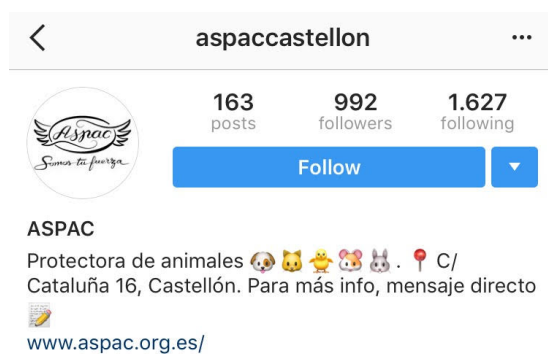 aspaccastellon
163 992 1.627
posts followers following
Aspac
Somos tu fuerza
Follow
ASPAC
Protectora de animales 🐶 🐱 🐥 🐹 🐰 . 📍 C/
Cataluña 16, Castellón. Para más info, mensaje directo
📝
www.aspac.org.es/